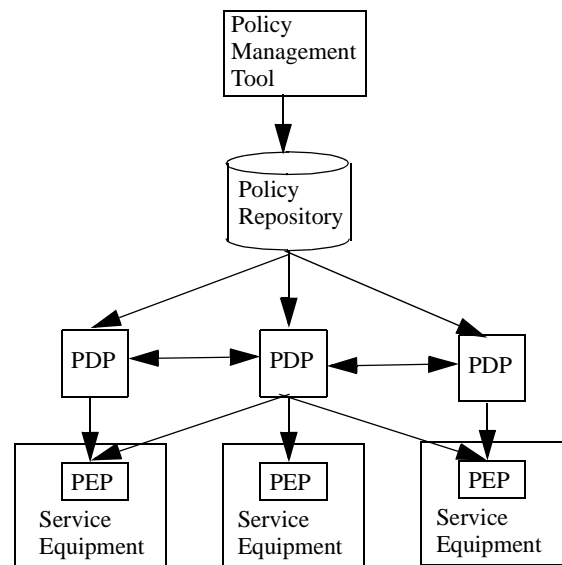 Policy
Management
Tool
Policy
Repository
PDP
PDP
PDP
PEP
Service
Equipment
PEP
Service
Equipment
PEP
Service
Equipment